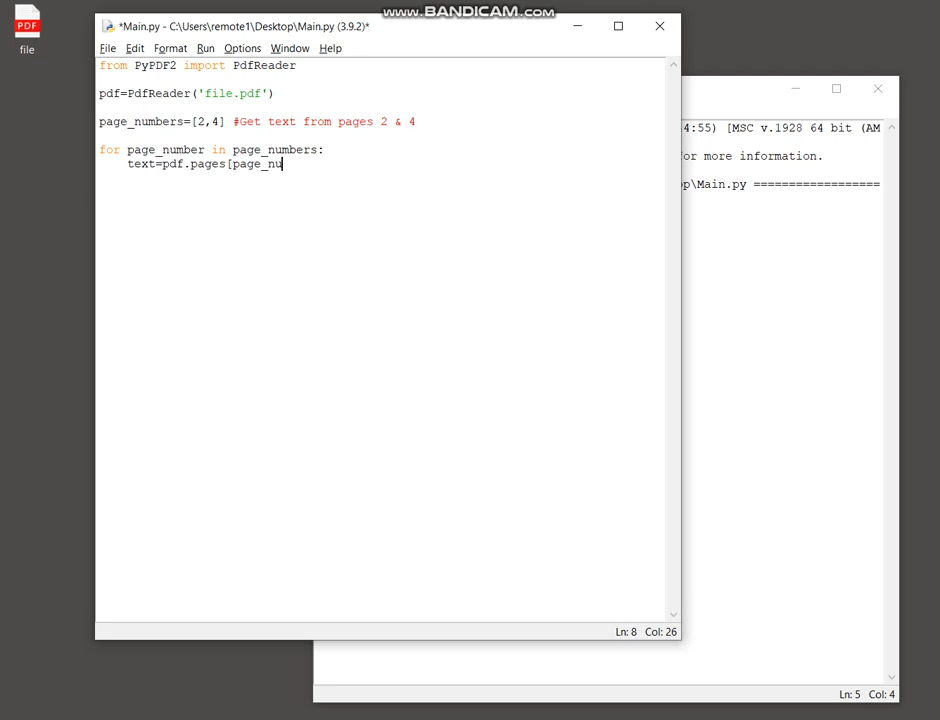 www.BANDICAM.com
PDF
file
*Main.py - C:\Users\remote1\Desktop\Main.py (3.9.2)*
File Edit Format Run Options Window Help
from PyPDF2 import PdfReader
pdf=PdfReader('file.pdf')
page_numbers=[2,4] #Get text from pages 2 & 4
for page_number in page_numbers:
    text=pdf.pages[page_nu
Ln: 8 Col: 26
4:55) [MSC v.1928 64 bit (AM
for more information.
op\Main.py ==================
Ln: 5 Col: 4